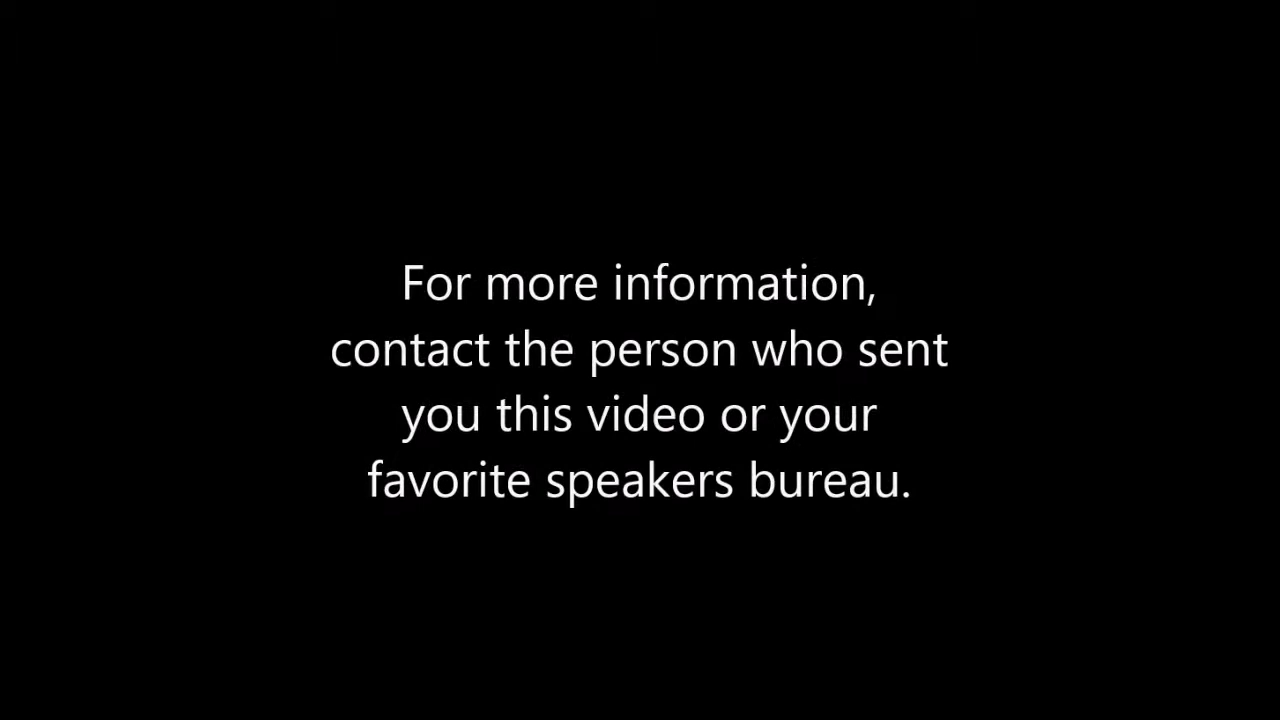 For more information,
contact the person who sent
you this video or your
favorite speakers bureau.